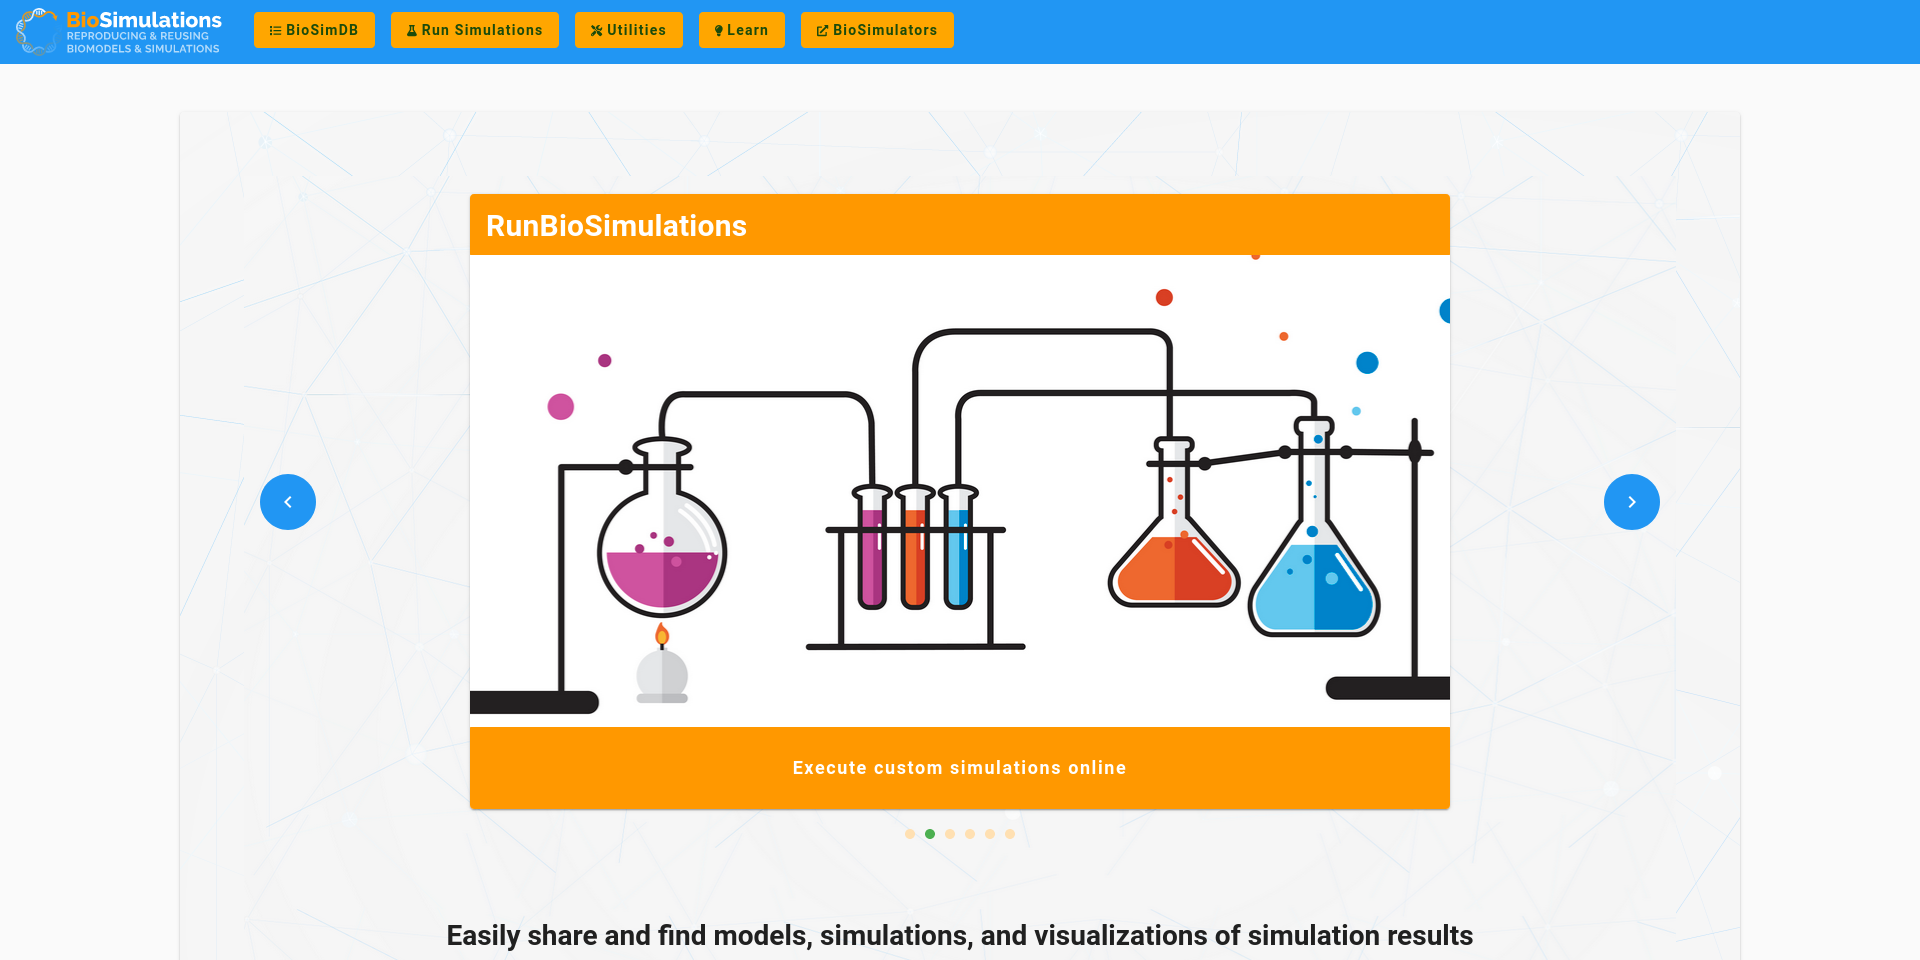 BioSimulations
REPRODUCING & REUSING
BIOMODELS & SIMULATIONS
BioSimDB
Run Simulations
Utilities
Learn
BioSimulators
RunBioSimulations
Execute custom simulations online
Easily share and find models, simulations, and visualizations of simulation results